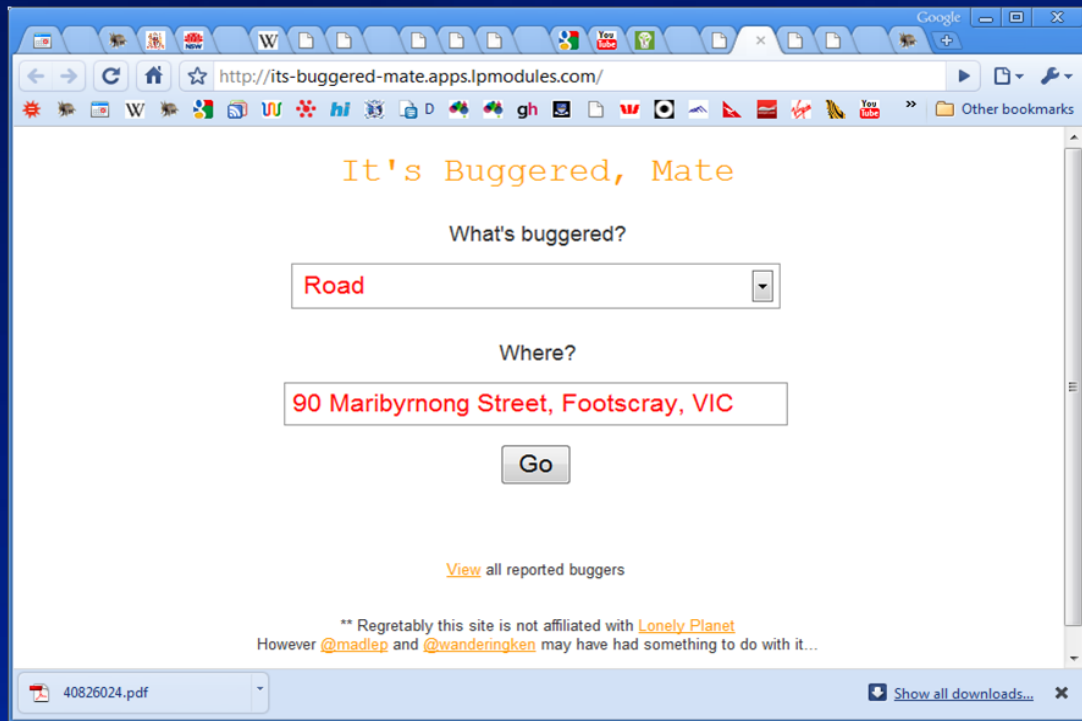 Google
http://its-buggered-mate.apps.lpmodules.com/
Other bookmarks
It's Buggered, Mate
What's buggered?
Road
Where?
90 Maribyrnong Street, Footscray, VIC
Go
View all reported buggers
** Regretably this site is not affiliated with Lonely Planet
However @madlep and @wanderingken may have had something to do with it...
40826024.pdf
Show all downloads...